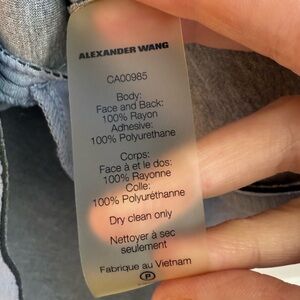 ALEXANDER WANG
CA00985
Body:
Face and Back:
100% Rayon
Adhesive:
100% Polyurethane
Corps:
Face à et le dos:
100% Rayonne
Colle:
100% Polyuréthanne
Dry clean only
Nettoyer à sec
seulement
Fabrique au Vietnam
P